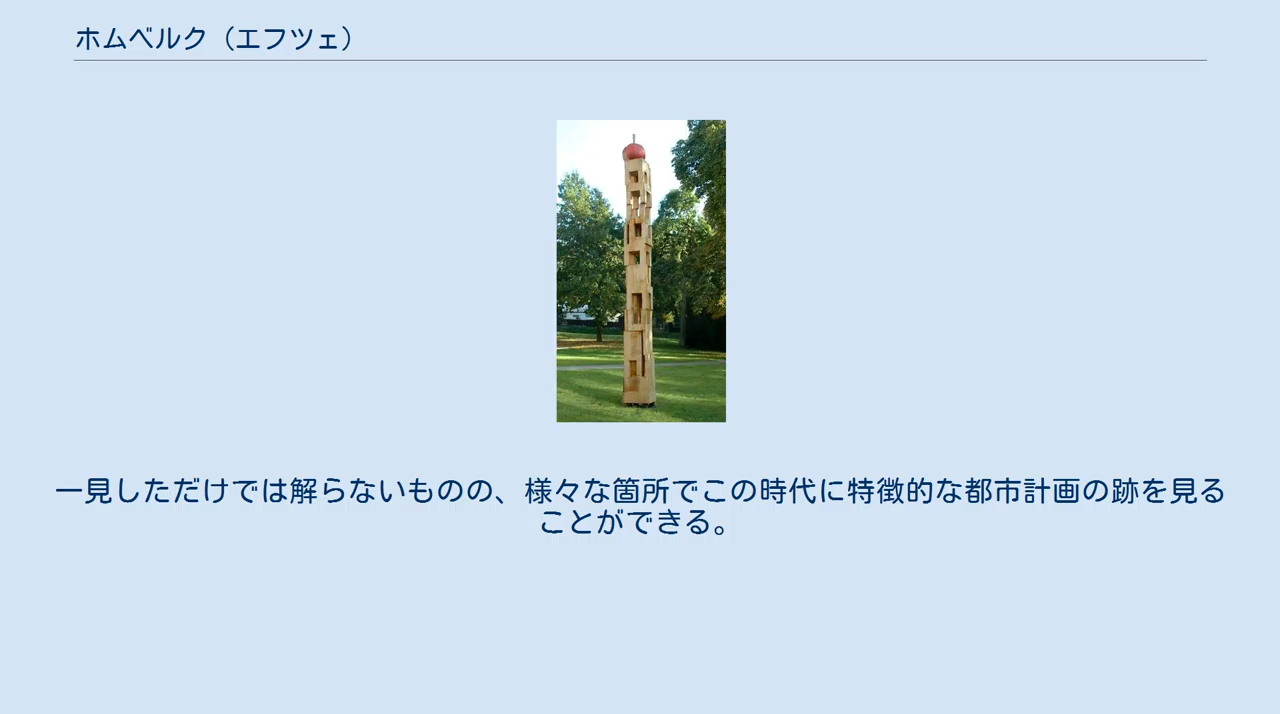 ホムベルク（エフツェ）
一見しただけでは解らないものの、様々な箇所でこの時代に特徴的な都市計画の跡を見る
ことができる。